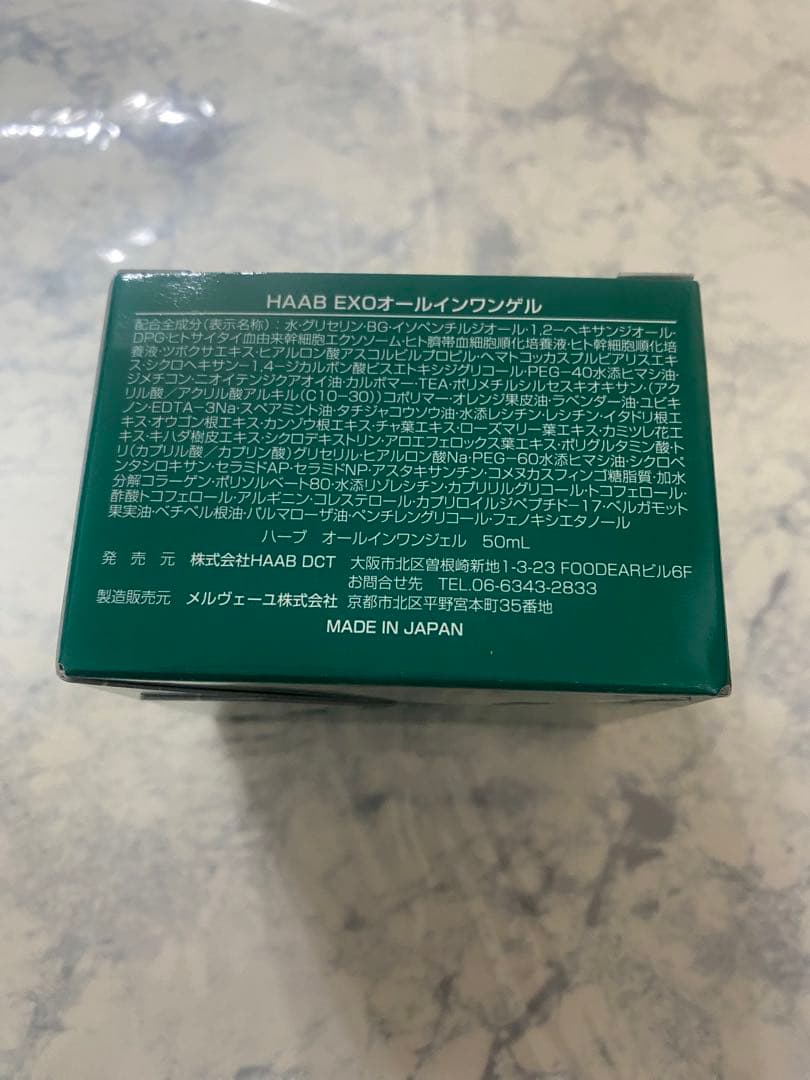 HAAB EXOオールインワンゲル
配合全成分（表示名称）：水・グリセリン・BG・イソペンチルジオール・1,2-ヘキサンジオール・
DPG・ヒトサイタイ血由来幹細胞エクソソーム・ヒト臍帯血細胞順化培養液・ヒト幹細胞順化培
養液・ツボクサエキス・ヒアルロン酸アスコルビルプロピル・ヘマトコッカスプルビアリスエキ
ス・シクロヘキサン-1,4-ジカルボン酸ビスエトキシジグリコール・PEG-40水添ヒマシ油・
ジメチコン・ニオイテンジクアオイ油・カルボマー・TEA・ポリメチルシルセスキオキサン・（アク
リル酸／アクリル酸アルキル（C10-30））コポリマー・オレンジ果皮油・ラベンダー油・ユビキ
ノン・EDTA-3Na・スペアミント油・タチジャコウソウ油・水添レシチン・レシチン・イタドリ根エ
キス・オウゴン根エキス・カンゾウ根エキス・チャ葉エキス・ローズマリー葉エキス・カミツレ花エ
キス・キハダ樹皮エキス・シクロデキストリン・アロエフェロックス葉エキス・ポリグルタミン酸・ト
リ（カプリル酸／カプリン酸）グリセリル・ヒアルロン酸Na・PEG-60水添ヒマシ油・シクロペ
ンタシロキサン・セラミドAP・セラミドNP・アスタキサンチン・コメヌカスフィンゴ糖脂質・加水
分解コラーゲン・ポリソルベート80・水添リゾレシチン・カプリリルグリコール・トコフェロール・
酢酸トコフェロール・アルギニン・コレステロール・カプロイルジペプチド-17・ベルガモット
果実油・ベチベル根油・パルマローザ油・ペンチレングリコール・フェノキシエタノール
ハーブ オールインワンジェル 50mL
発売元 株式会社HAAB DCT 大阪市北区曽根崎新地1-3-23 FOODEARビル6F
お問合せ先 TEL.06-6343-2833
製造販売元 メルヴェーユ株式会社 京都市北区平野宮本町35番地
MADE IN JAPAN